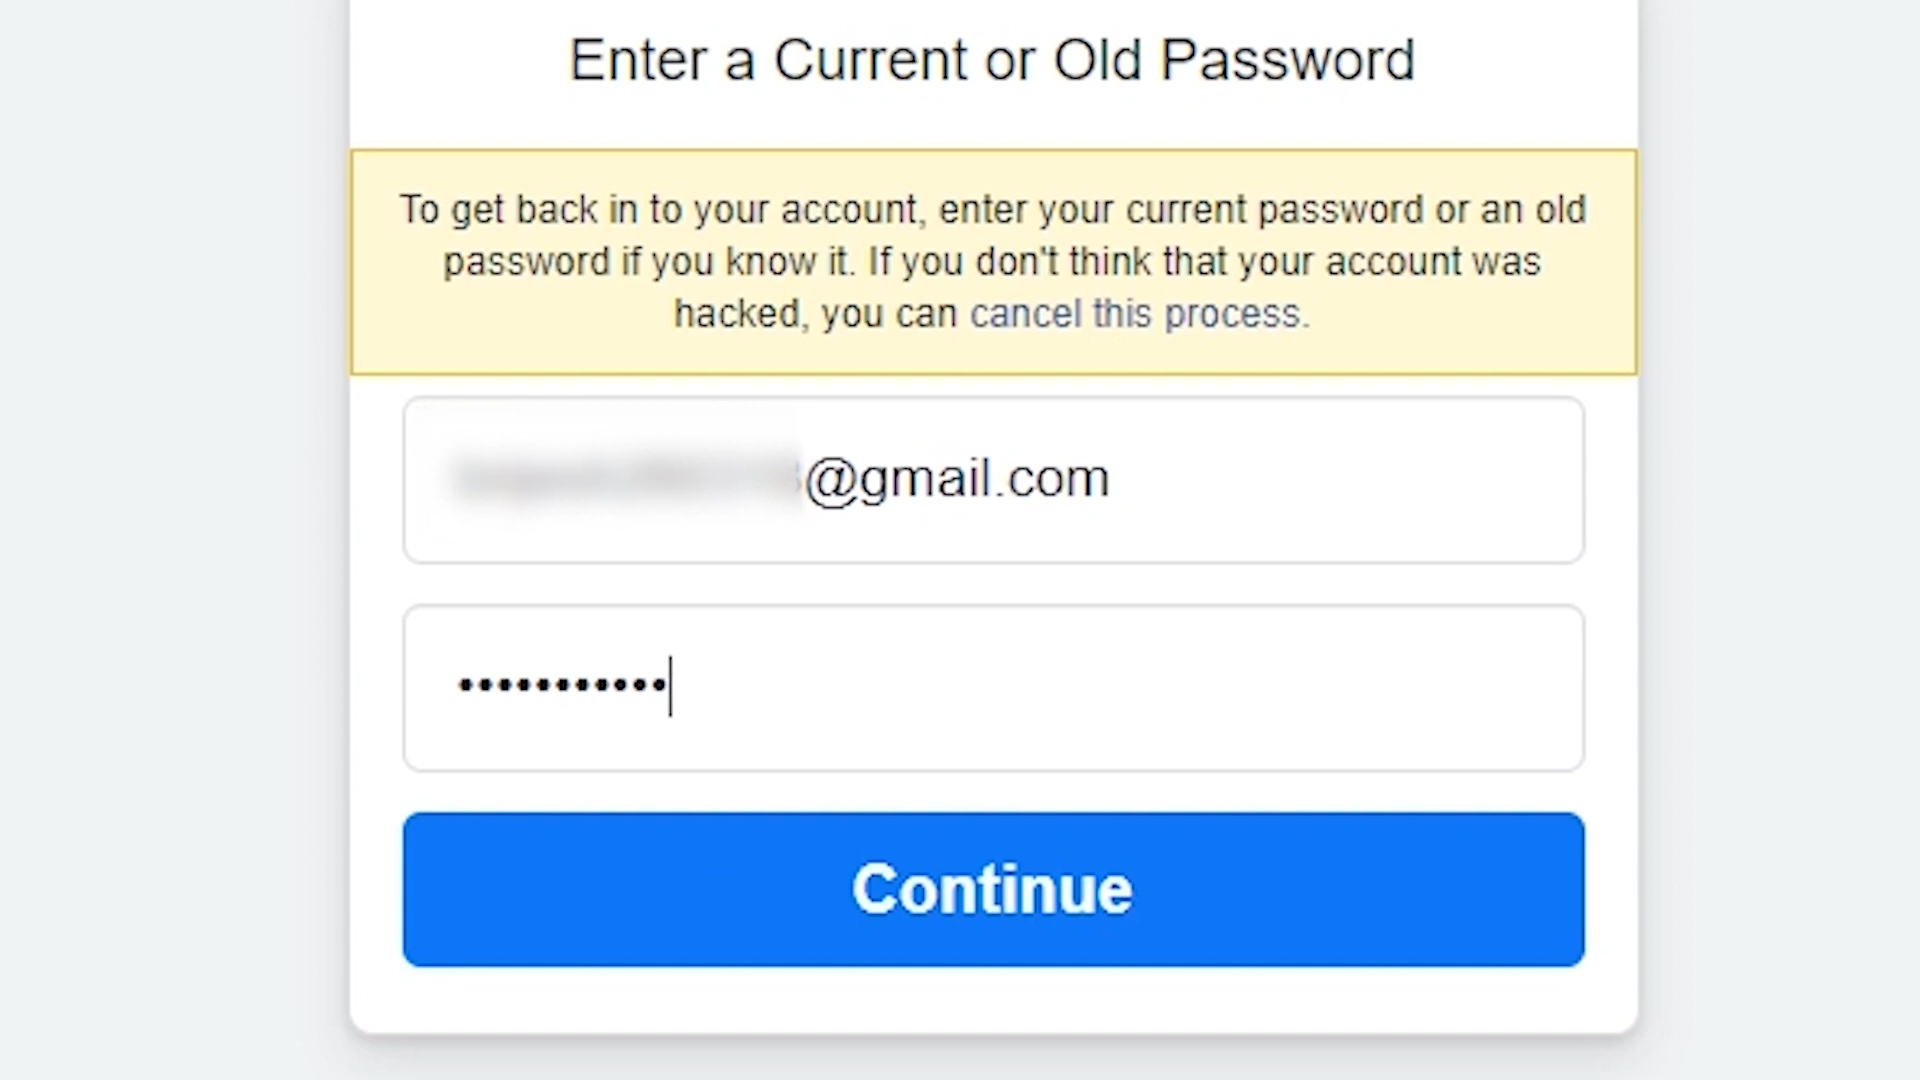 Enter a Current or Old Password
To get back in to your account, enter your current password or an old
password if you know it. If you don't think that your account was
hacked, you can cancel this process.
@gmail.com
•••••••••••
Continue